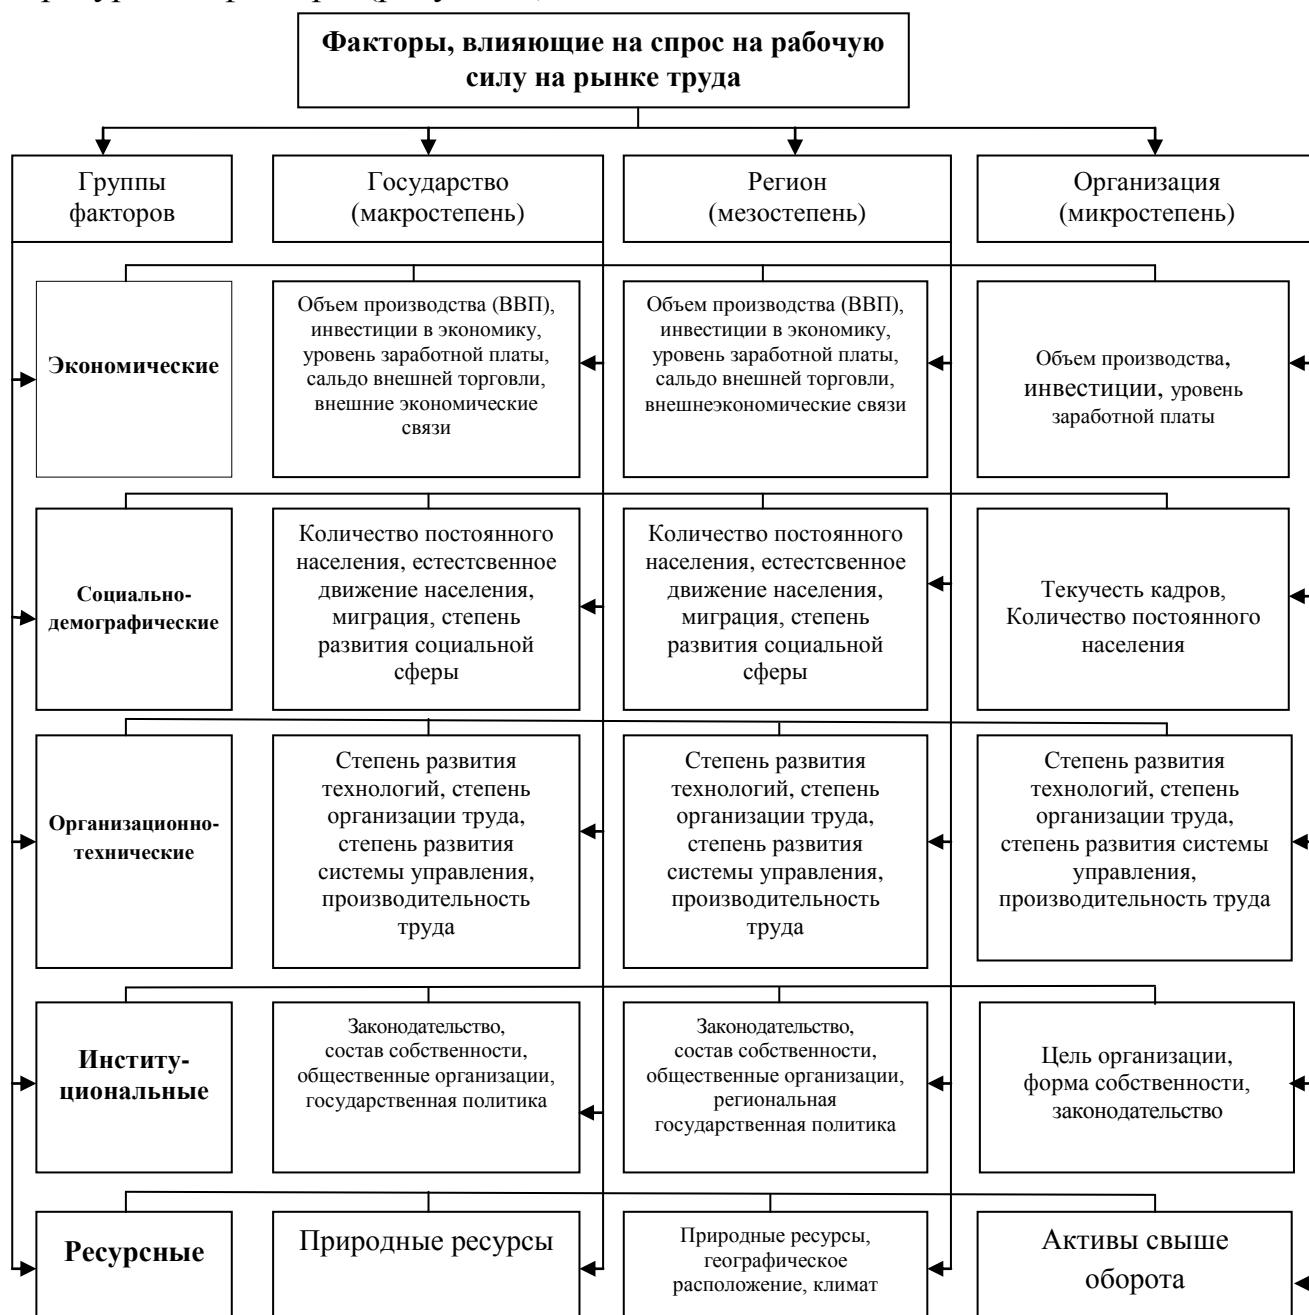 Факторы, влияющие на спрос на рабочую
силу на рынке труда
Группы
факторов
Государство
(макростепень)
Регион
(мезостепень)
Организация
(микростепень)
Экономические
Объем производства (ВВП),
инвестиции в экономику,
уровень заработной платы,
сальдо внешней торговли,
внешние экономические
связи
Объем производства (ВВП),
инвестиции в экономику,
уровень заработной платы,
сальдо внешней торговли,
внешнеэкономические связи
Объем производства,
инвестиции, уровень
заработной платы
Социально-
демографические
Количество постоянного
населения, естестсвенное
движение населения,
миграция, степень
развития социальной
сферы
Количество постоянного
населения, естестсвенное
движение населения,
миграция, степень
развития социальной
сферы
Текучесть кадров,
Количество постоянного
населения
Организационно-
технические
Степень развития
технологий, степень
организации труда,
степень развития
системы управления,
производительность
труда
Степень развития
технологий, степень
организации труда,
степень развития
системы управления,
производительность
труда
Степень развития
технологий, степень
организации труда,
степень развития системы
управления,
производительность труда
Институ-
циональные
Законодательство,
состав собственности,
общественные организации,
государственная политика
Законодательство,
состав собственности,
общественные организации,
региональная
государственная политика
Цель организации,
форма собственности,
законодательство
Ресурсные
Природные ресурсы
Природные ресурсы,
географическое
расположение, климат
Активы свыше
оборота